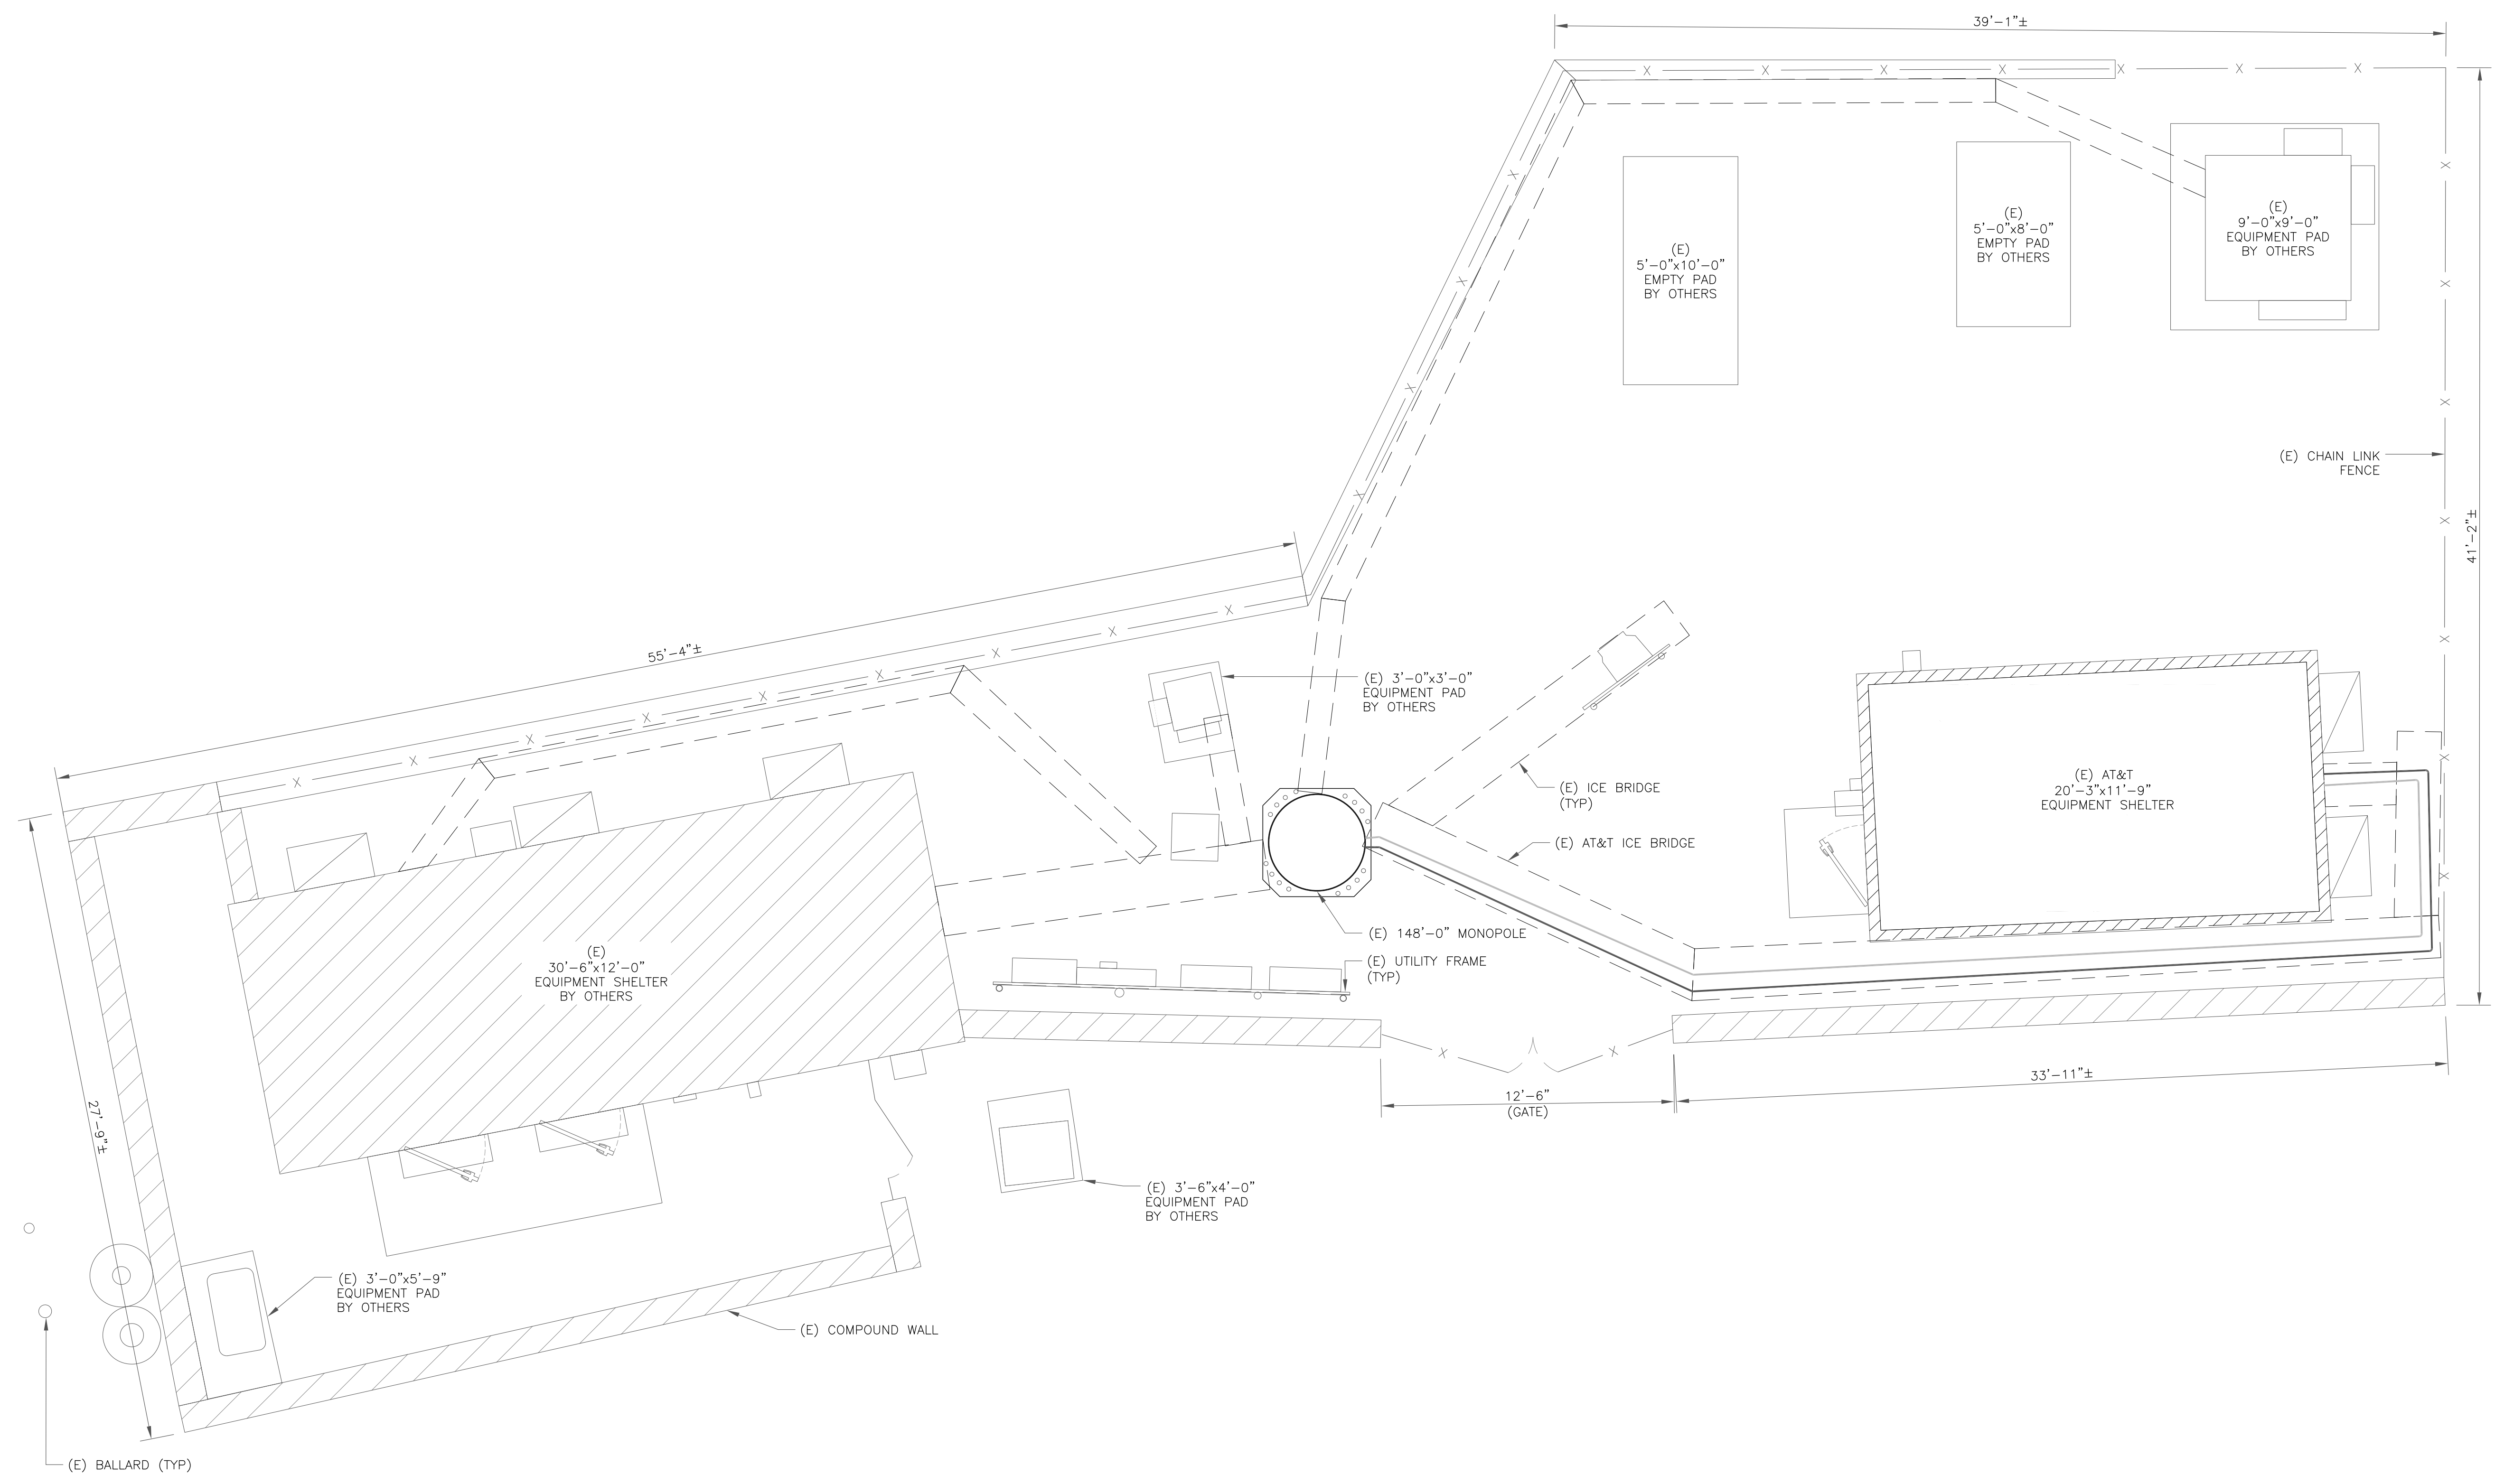 39'-1"±
(E)
5'-0"x10'-0"
EMPTY PAD
BY OTHERS
(E)
5'-0"x8'-0"
EMPTY PAD
BY OTHERS
(E)
9'-0"x9'-0"
EQUIPMENT PAD
BY OTHERS
(E) CHAIN LINK
FENCE
41'-2"±
55'-4"±
(E) 3'-0"x3'-0"
EQUIPMENT PAD
BY OTHERS
(E) ICE BRIDGE
(TYP)
(E) AT&T
20'-3"x11'-9"
EQUIPMENT SHELTER
(E) AT&T ICE BRIDGE
(E) 148'-0" MONOPOLE
(E) UTILITY FRAME
(TYP)
(E)
30'-6"x12'-0"
EQUIPMENT SHELTER
BY OTHERS
27'-9"±
12'-6"
(GATE)
33'-11"±
(E) 3'-6"x4'-0"
EQUIPMENT PAD
BY OTHERS
(E) 3'-0"x5'-9"
EQUIPMENT PAD
BY OTHERS
(E) COMPOUND WALL
(E) BALLARD (TYP)